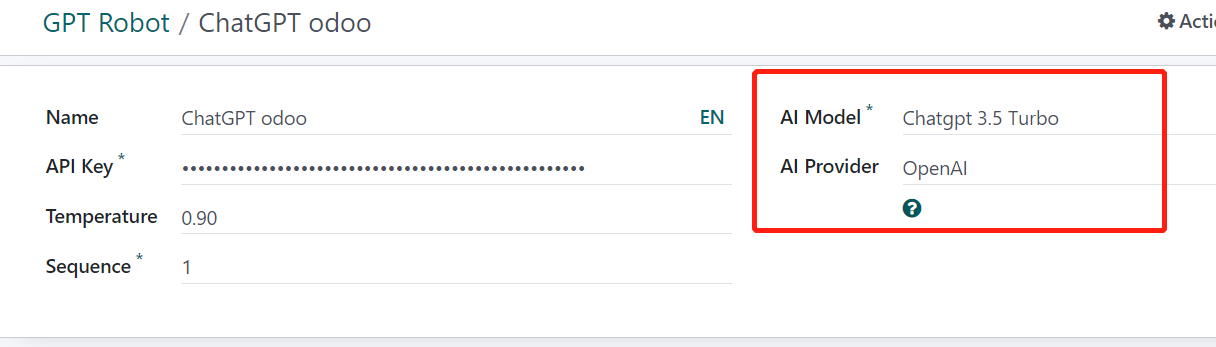 GPT Robot / ChatGPT odoo
Name ChatGPT odoo EN
API Key * ••••••••••••••••••••••••••••••••••••••••••••••••••
Temperature 0.90
Sequence * 1
AI Model * Chatgpt 3.5 Turbo
AI Provider OpenAI
?